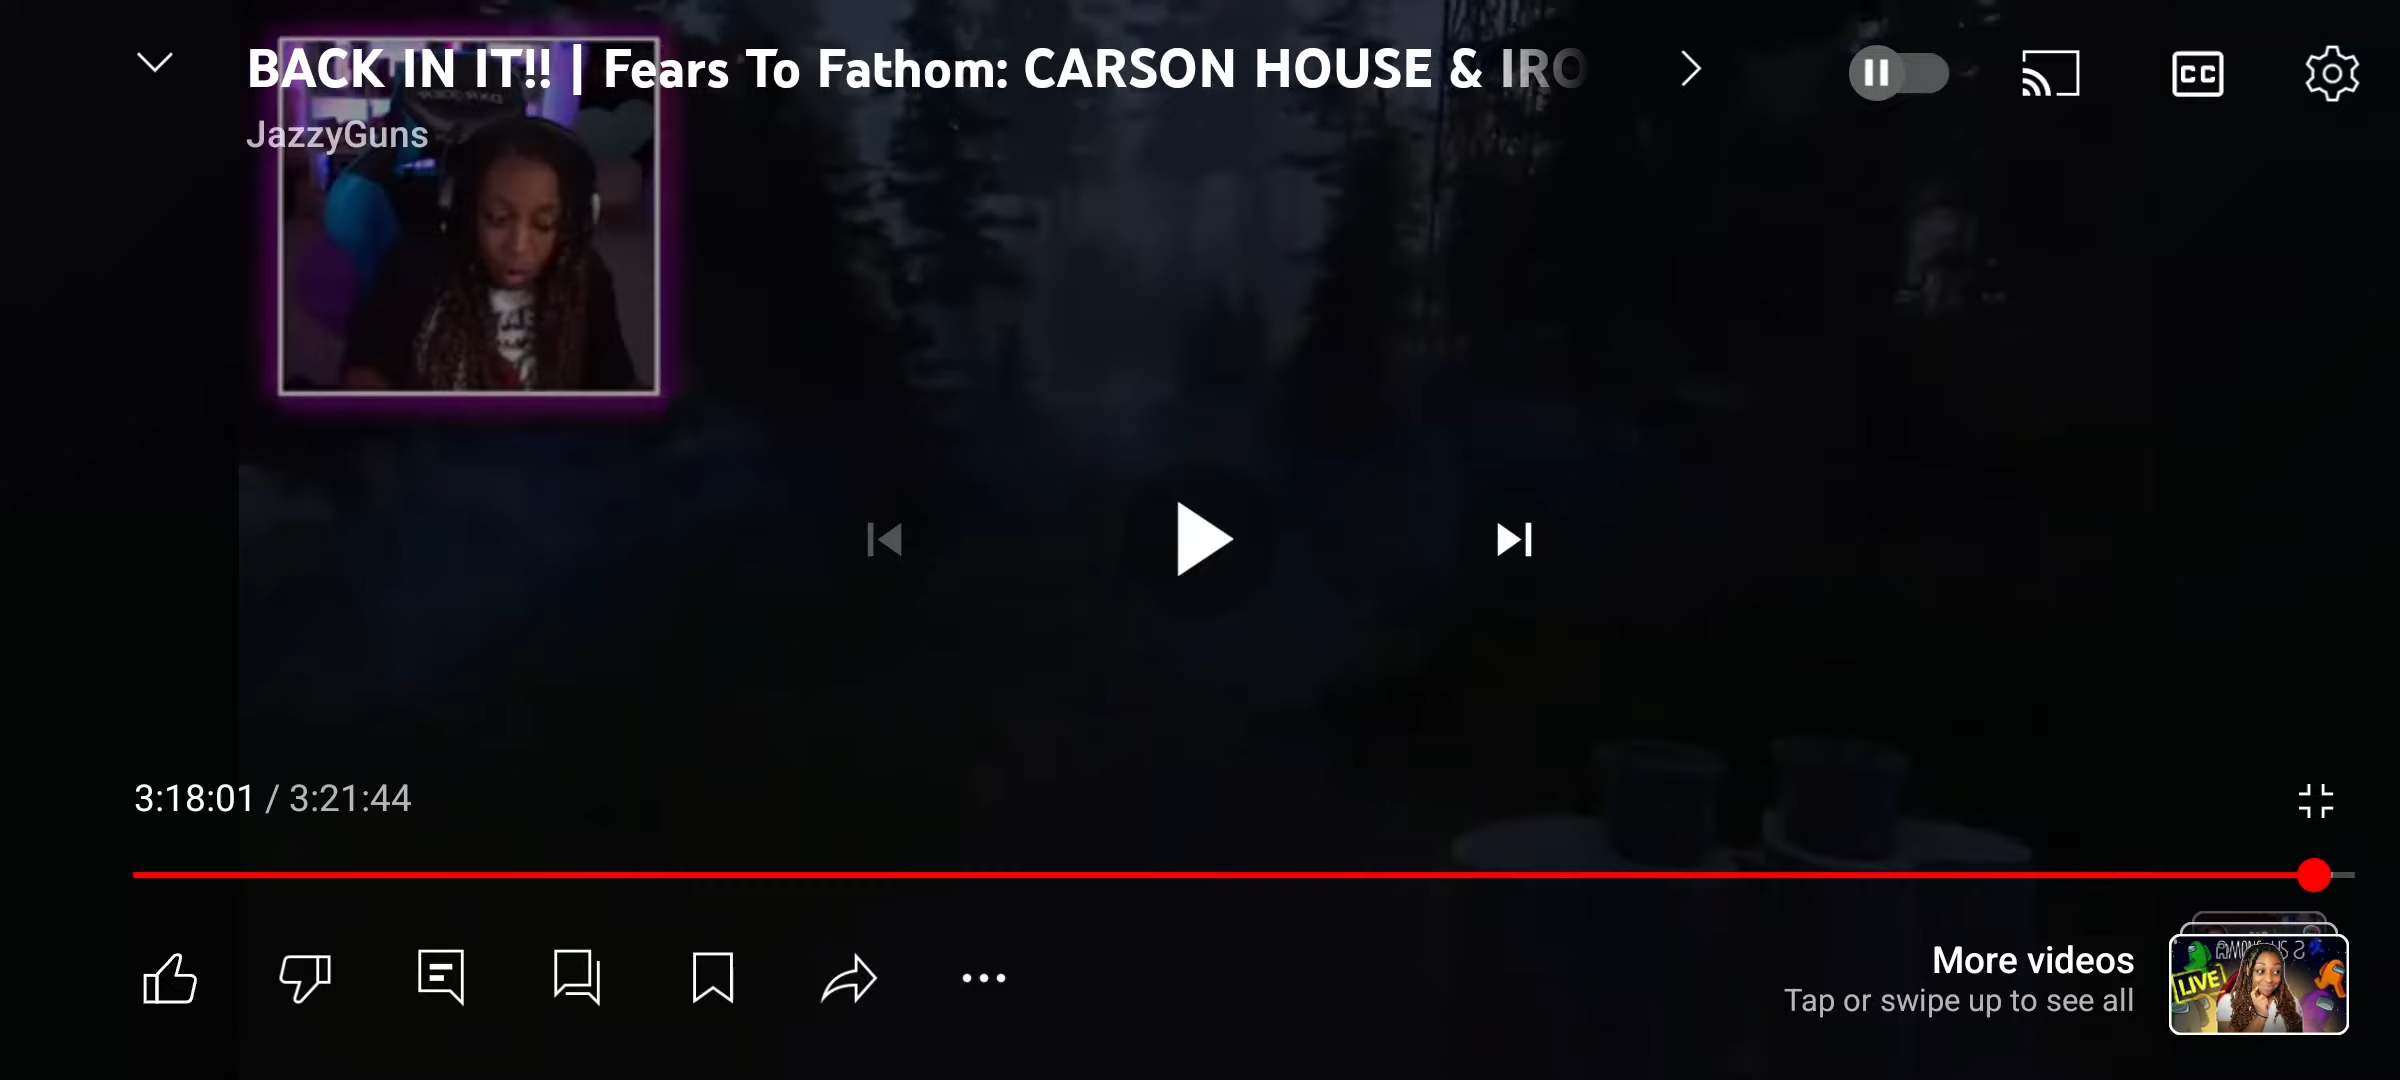 BACK IN IT!! | Fears To Fathom: CARSON HOUSE & IRO
JazzyGuns
CC
3:18:01 / 3:21:44
More videos
Tap or swipe up to see all
LIVE